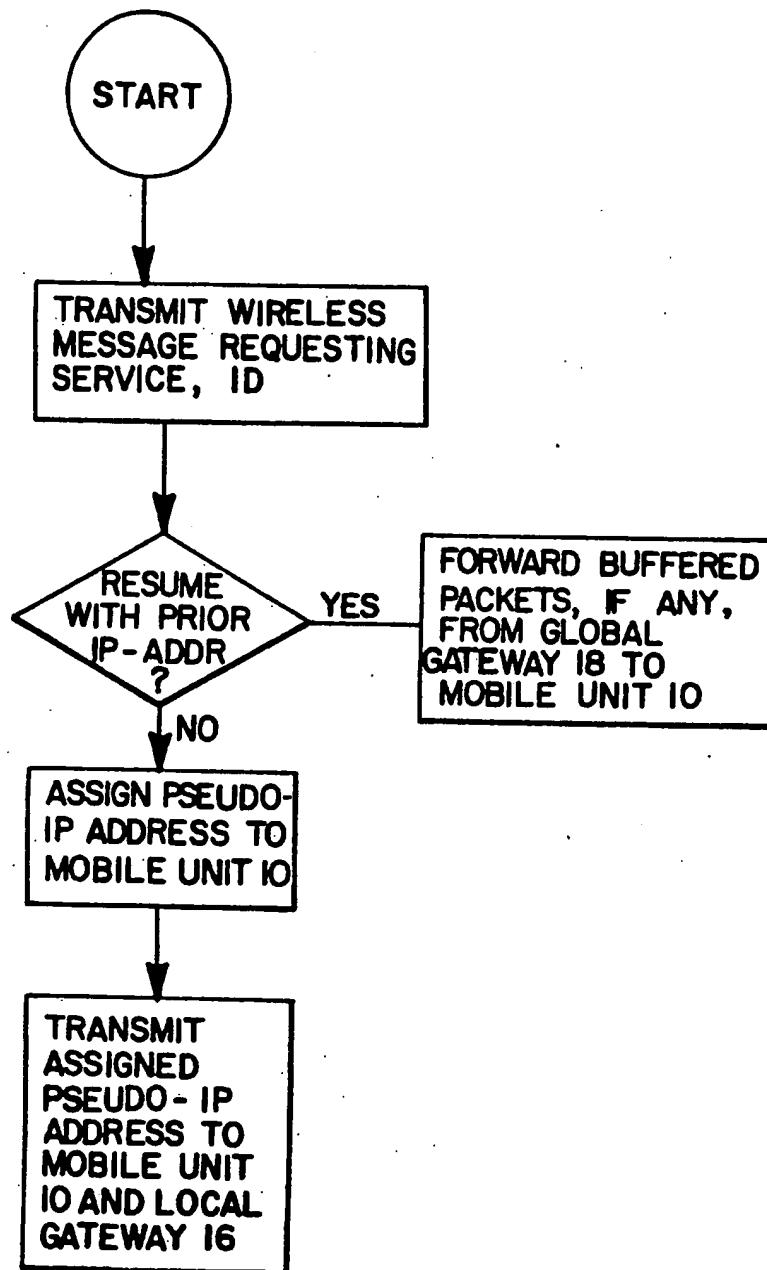 START
TRANSMIT WIRELESS
MESSAGE REQUESTING
SERVICE, ID
RESUME
WITH PRIOR
IP-ADDR
?
YES
FORWARD BUFFERED
PACKETS, IF ANY,
FROM GLOBAL
GATEWAY 18 TO
MOBILE UNIT 10
NO
ASSIGN PSEUDO-
IP ADDRESS TO
MOBILE UNIT 10
TRANSMIT
ASSIGNED
PSEUDO-IP
ADDRESS TO
MOBILE UNIT
10 AND LOCAL
GATEWAY 16